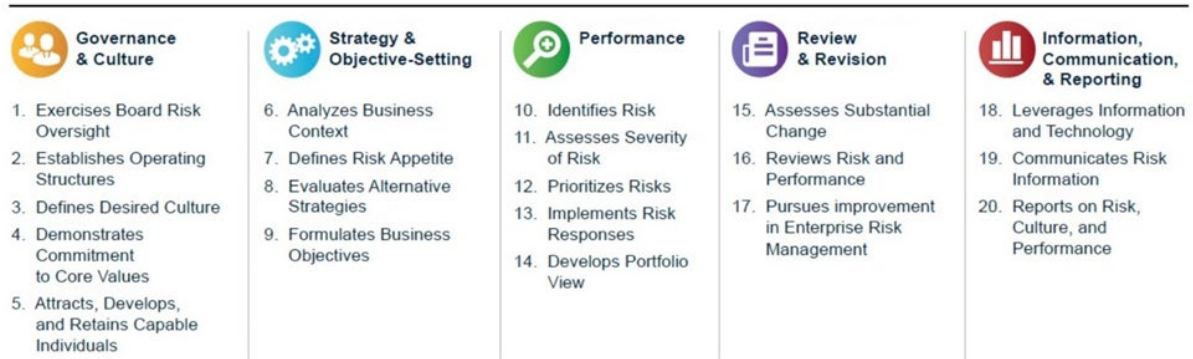 Governance
& Culture
1. Exercises Board Risk
Oversight
2. Establishes Operating
Structures
3. Defines Desired Culture
4. Demonstrates
Commitment
to Core Values
5. Attracts, Develops,
and Retains Capable
Individuals
Strategy &
Objective-Setting
6. Analyzes Business
Context
7. Defines Risk Appetite
8. Evaluates Alternative
Strategies
9. Formulates Business
Objectives
Performance
10. Identifies Risk
11. Assesses Severity
of Risk
12. Prioritizes Risks
13. Implements Risk
Responses
14. Develops Portfolio
View
Review
& Revision
15. Assesses Substantial
Change
16. Reviews Risk and
Performance
17. Pursues improvement
in Enterprise Risk
Management
Information,
Communication,
& Reporting
18. Leverages Information
and Technology
19. Communicates Risk
Information
20. Reports on Risk,
Culture, and
Performance